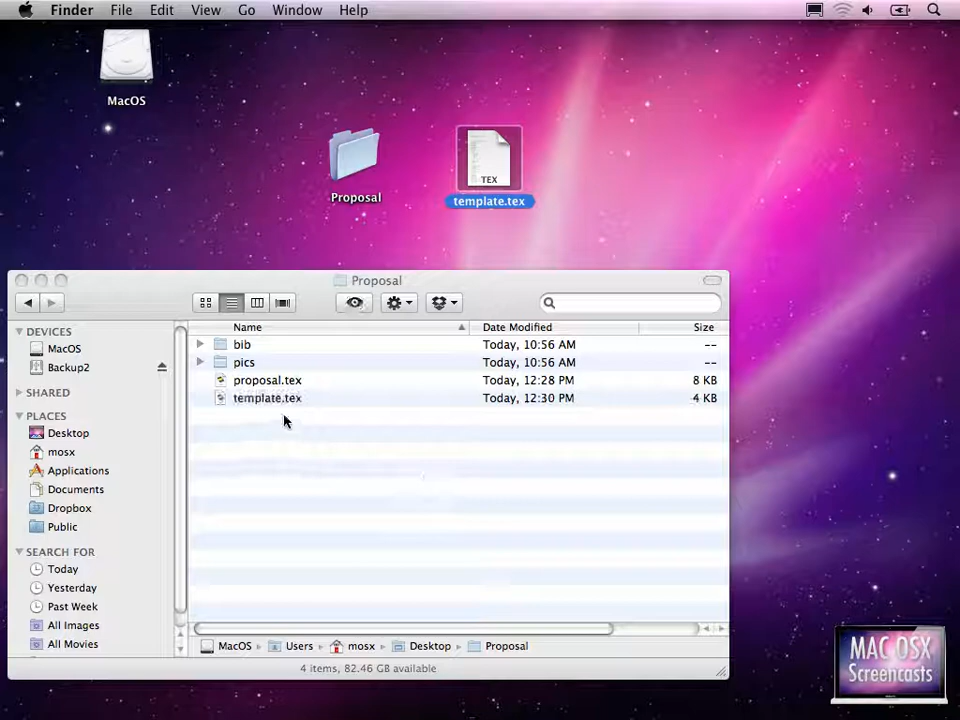 Finder File Edit View Go Window Help
MacOS
TEX
Proposal template.tex
Proposal
Name Date Modified Size
DEVICES
MacOS
Backup2
SHARED
PLACES
Desktop
mosx
Applications
Documents
Dropbox
Public
SEARCH FOR
Today
Yesterday
Past Week
All Images
All Movies
bib Today, 10:56 AM --
pics Today, 10:56 AM --
proposal.tex Today, 12:28 PM 8 KB
template.tex Today, 12:30 PM 4 KB
MacOS Users mosx Desktop Proposal
4 items, 82.46 GB available
MAC OSX
Screencasts